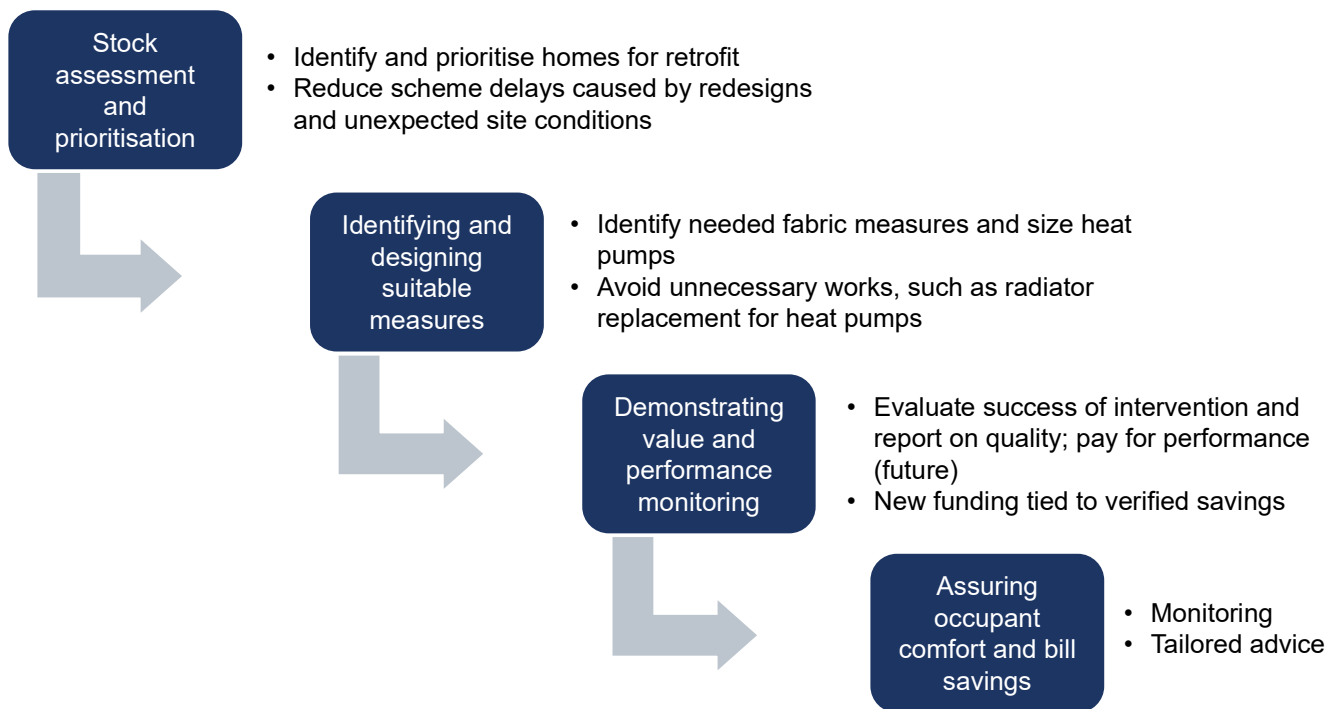 Stock
assessment
and
prioritisation
• Identify and prioritise homes for retrofit
• Reduce scheme delays caused by redesigns
and unexpected site conditions
Identifying and
designing
suitable
measures
• Identify needed fabric measures and size heat
pumps
• Avoid unnecessary works, such as radiator
replacement for heat pumps
Demonstrating
value and
performance
monitoring
• Evaluate success of intervention and
report on quality; pay for performance
(future)
• New funding tied to verified savings
Assuring
occupant
comfort and bill
savings
• Monitoring
• Tailored advice